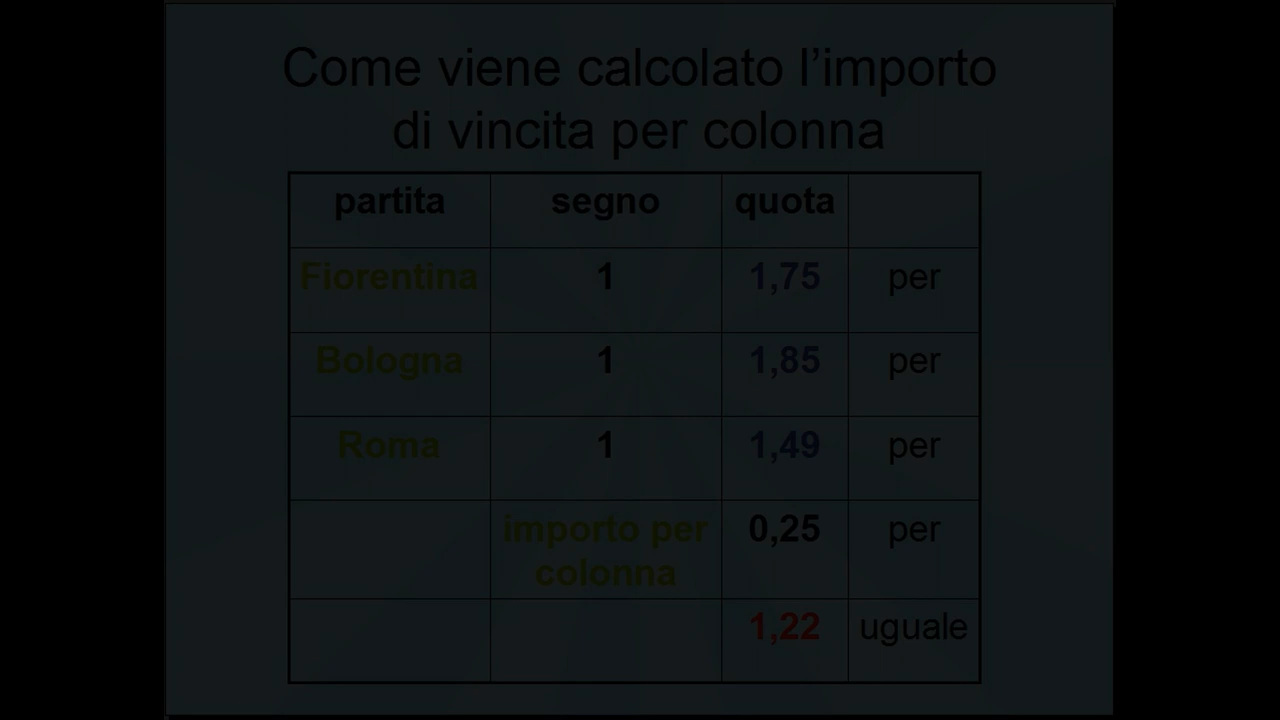 Come viene calcolato l’importo
di vincita per colonna
partita segno quota
Fiorentina 1 1,75 per
Bologna 1 1,85 per
Roma 1 1,49 per
importo per 0,25 per
colonna
1,22 uguale